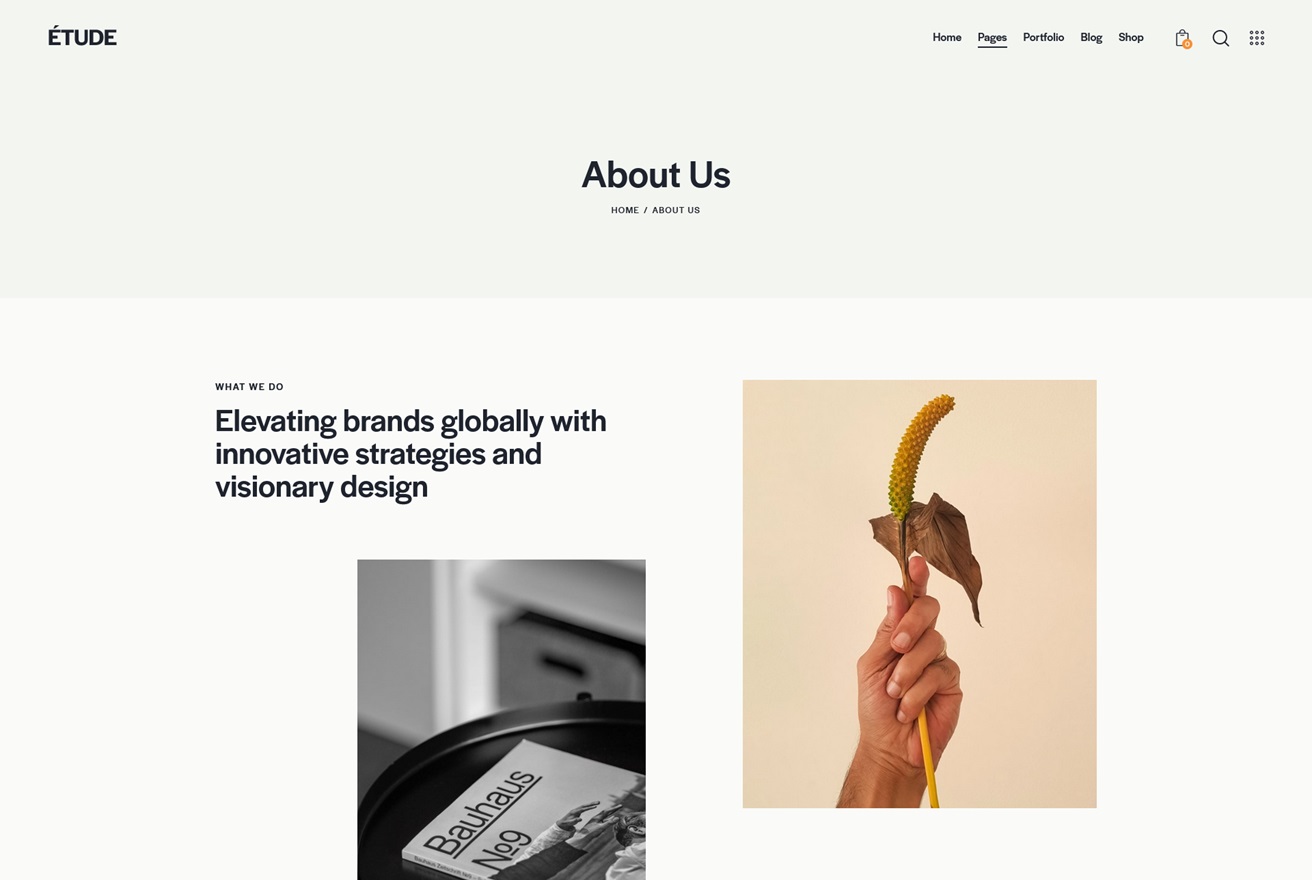 ÉTUDE
Home Pages Portfolio Blog Shop
0
About Us
HOME / ABOUT US
WHAT WE DO
Elevating brands globally with
innovative strategies and
visionary design
Bauhaus
No9